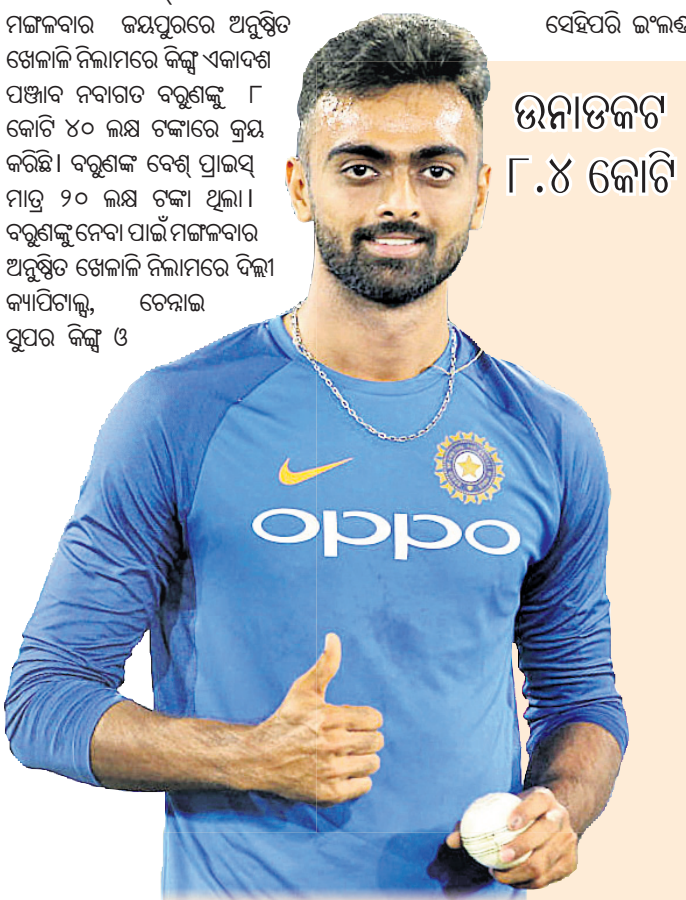 ମଙ୍ଗଳବାର ଜୟପୁରରେ ଅନୁଷ୍ଠିତ
ଖେଳାଳି ନିଲାମରେ କିଙ୍ଗ୍ସ ଏକାଦଶ
ପଞ୍ଜାବ ନବାଗତ ବରୁଣଙ୍କୁ ୮
କୋଟି ୪୦ ଲକ୍ଷ ଟଙ୍କାରେ କ୍ରୟ
କରିଛି। ବରୁଣଙ୍କ ବେଶ୍ ପ୍ରାଇସ୍
ମାତ୍ର ୨୦ ଲକ୍ଷ ଟଙ୍କା ଥିଲା।
ବରୁଣଙ୍କୁ ନେବା ପାଇଁ ମଙ୍ଗଳବାର
ଅନୁଷ୍ଠିତ ଖେଳାଳି ନିଲାମରେ ଦିଲ୍ଲୀ
କ୍ୟାପିଟାଲ୍ସ, ଚେନ୍ନାଇ
ସୁପର କିଙ୍ଗ୍ସ ଓ
ସେହିପରି
ଉନାଡକଟ
୮.୪ କୋଟି
oppo